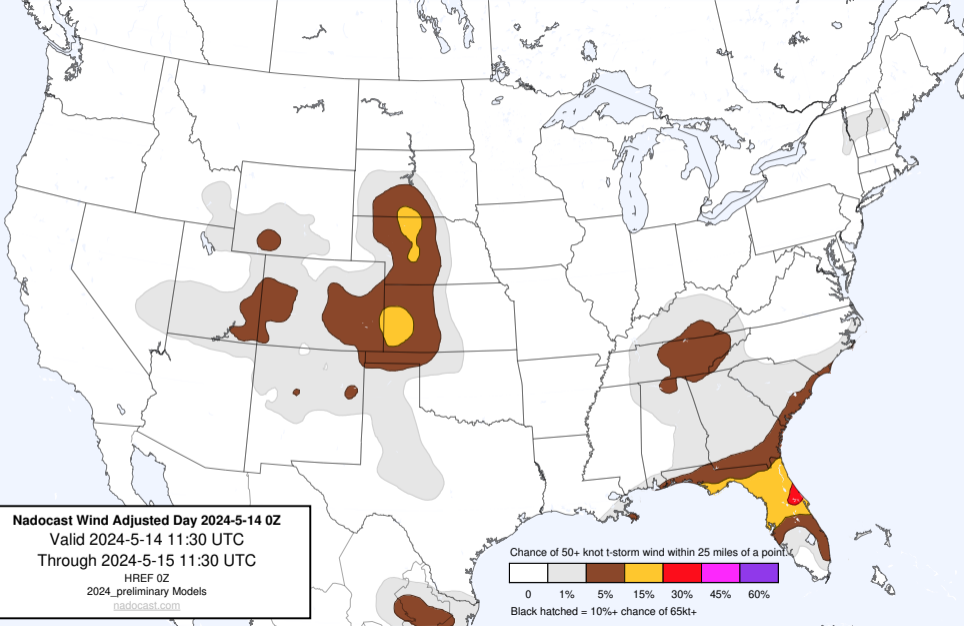 Nadocast Wind Adjusted Day 2024-5-14 0Z
Valid 2024-5-14 11:30 UTC
Through 2024-5-15 11:30 UTC
HREF 0Z
2024_preliminary Models
nadocast.com
Chance of 50+ knot t-storm wind within 25 miles of a point.
0 1% 5% 15% 30% 45% 60%
Black hatched = 10%+ chance of 65kt+